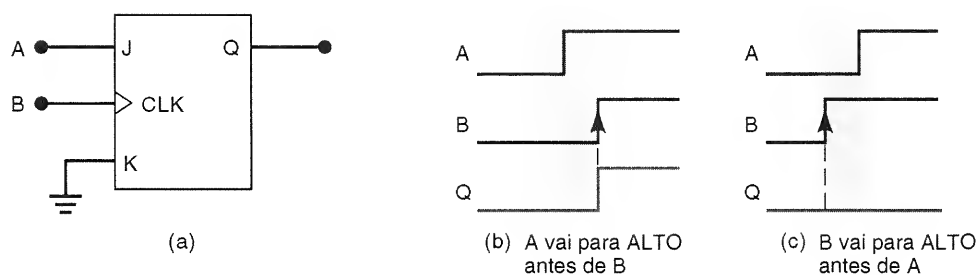 A
J
Q
B
CLK
K
(a)
A
B
Q
(b) A vai para ALTO
antes de B
A
B
Q
(c) B vai para ALTO
antes de A